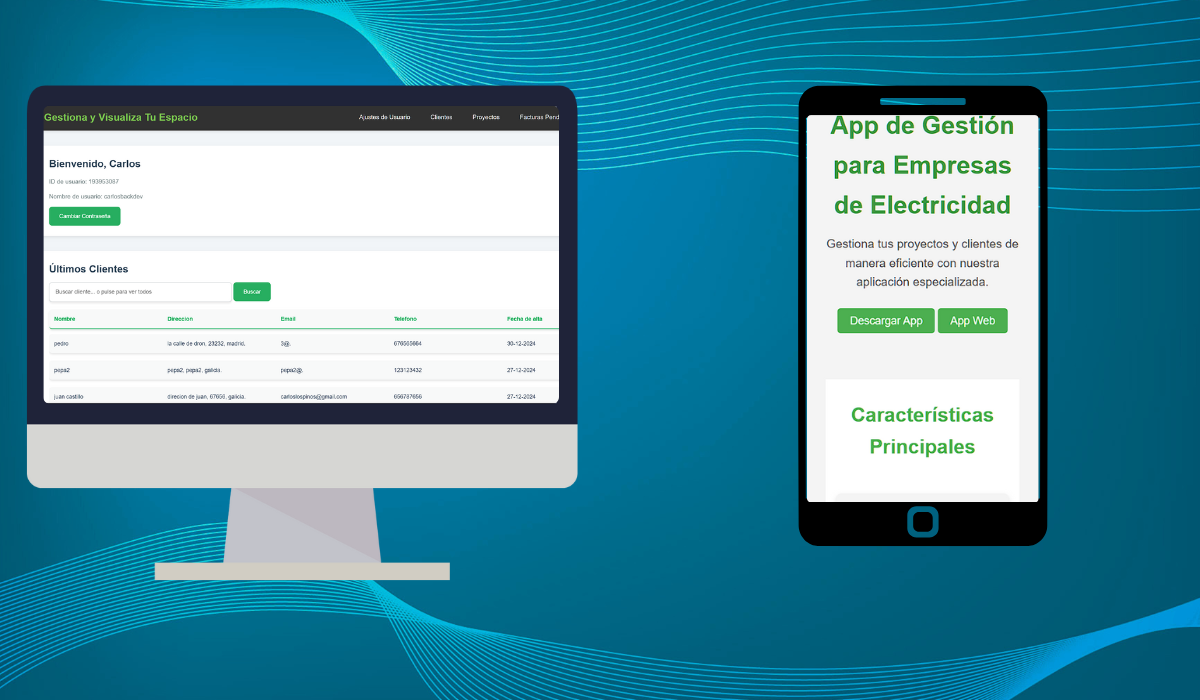 Gestiona y Visualiza Tu Espacio
Ajustes de Usuario Clientes Proyectos Facturas Pend
Bienvenido, Carlos
ID de usuario: 193953087
Nombre de usuario: carlosbackdev
Cambiar Contraseña
Últimos Clientes
Buscar cliente... o pulse para ver todos Buscar
Nombre Direccion Email Telefono Fecha de alta
pedro la calle de dron, 23232, madrid. 3@. 30-12-2024
pepa2 pepa2, pepa2, galicia. pepa2@. 123123432 27-12-2024
juan castillo direcion de juan, 67656, galicia. carloslospinos@gmail.com 656787656 27-12-2024
App de Gestión
para Empresas
de Electricidad
Gestiona tus proyectos y clientes de
manera eficiente con nuestra
aplicación especializada.
Descargar App App Web
Características
Principales